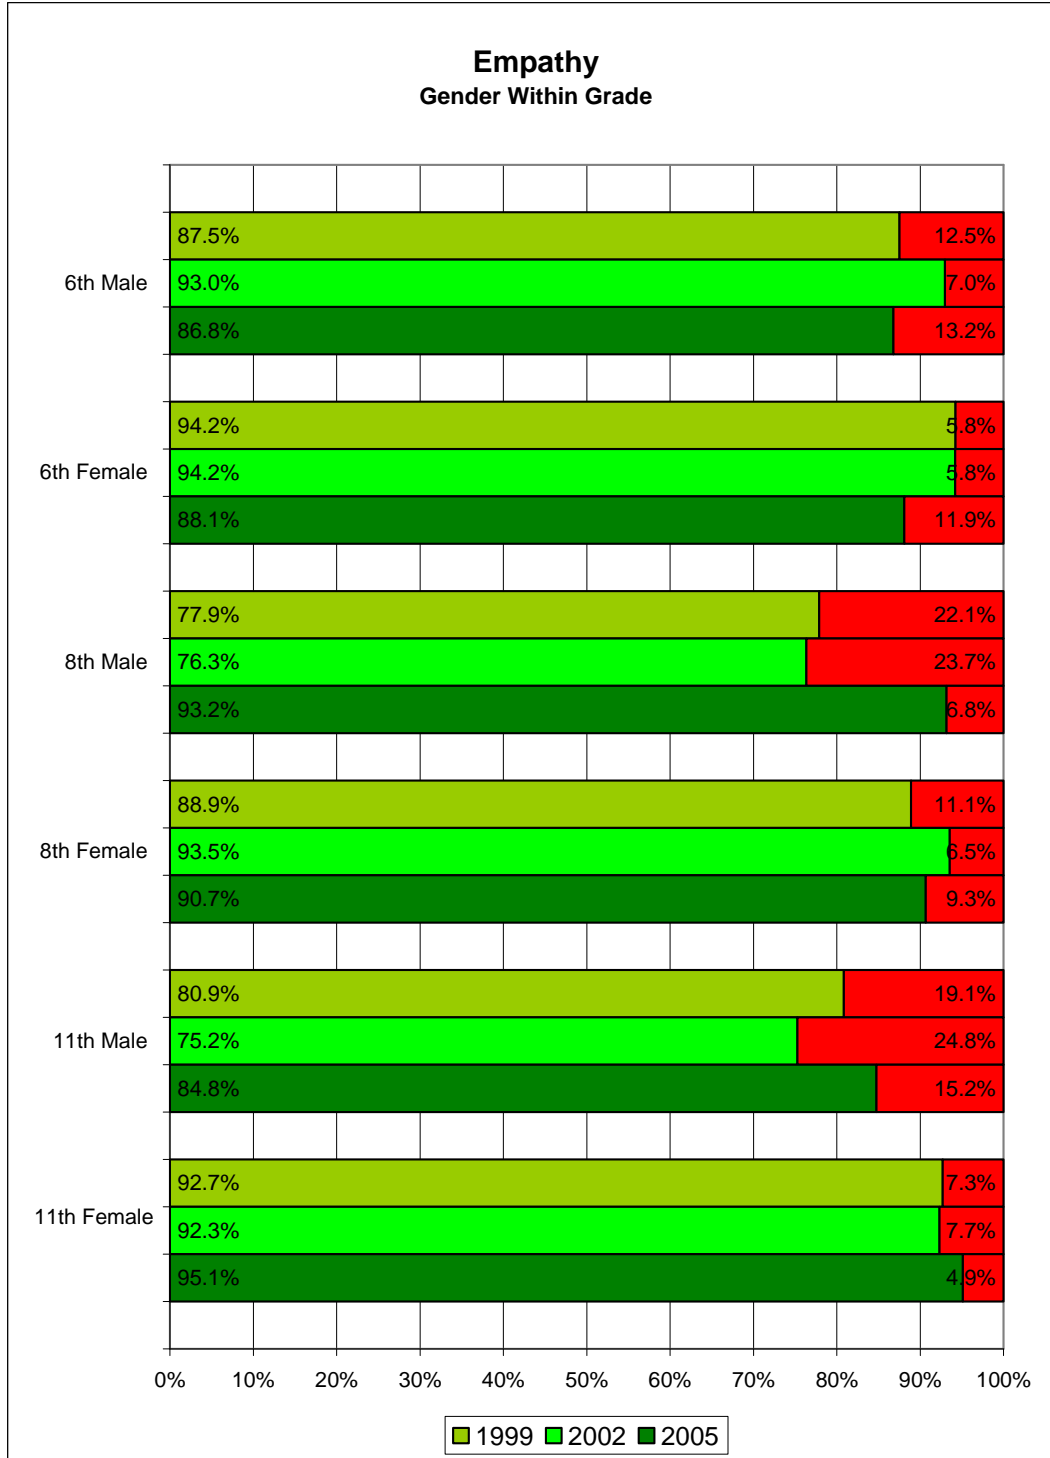 Empathy
Gender Within Grade
87.5% 12.5%
6th Male 93.0% 7.0%
86.8% 13.2%
94.2% 5.8%
6th Female 94.2% 5.8%
88.1% 11.9%
77.9% 22.1%
8th Male 76.3% 23.7%
93.2% 6.8%
88.9% 11.1%
8th Female 93.5% 6.5%
90.7% 9.3%
80.9% 19.1%
11th Male 75.2% 24.8%
84.8% 15.2%
92.7% 7.3%
11th Female 92.3% 7.7%
95.1% 4.9%
0% 10% 20% 30% 40% 50% 60% 70% 80% 90% 100%
1999 2002 2005